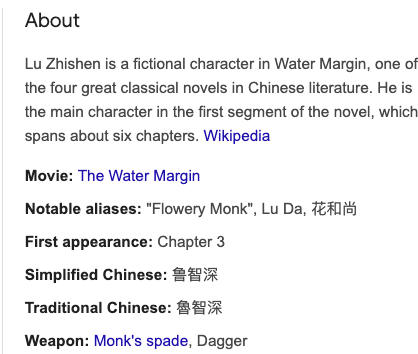 About
Lu Zhishen is a fictional character in Water Margin, one of
the four great classical novels in Chinese literature. He is
the main character in the first segment of the novel, which
spans about six chapters. Wikipedia
Movie: The Water Margin
Notable aliases: "Flowery Monk", Lu Da, 花和尚
First appearance: Chapter 3
Simplified Chinese: 鲁智深
Traditional Chinese: 魯智深
Weapon: Monk's spade, Dagger